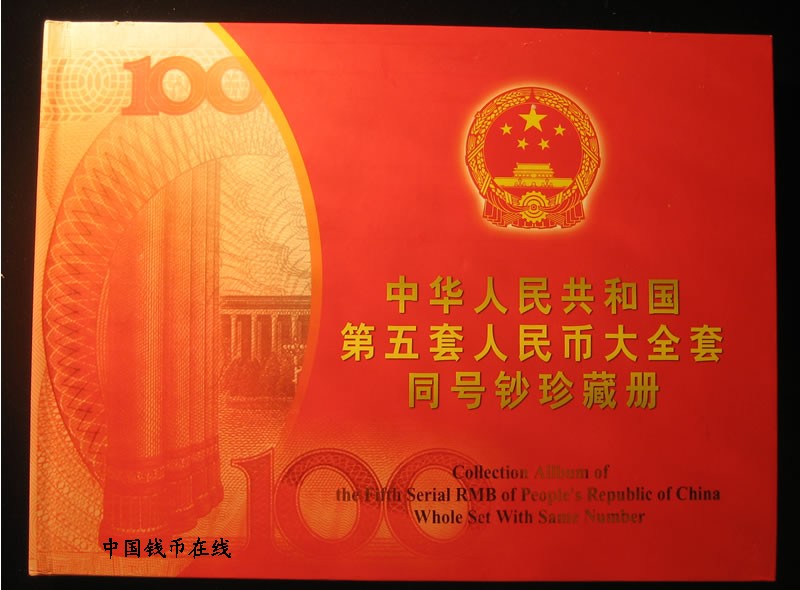 100
中华人民共和国
第五套人民币大全套
同号钞珍藏册
100
Collection Allbum of
the Fifth Serial RMB of People's Republic of China
Whole Set With Same Number
中国钱币在线